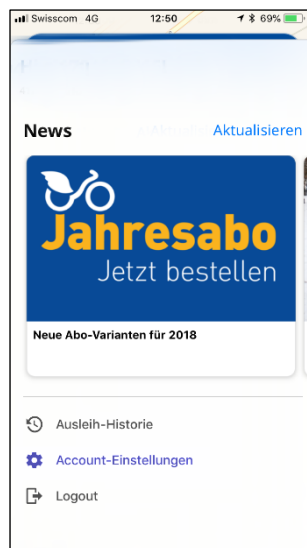 Swisscom 4G 12:50 69%
News Aktualisieren
Jahresabo
Jetzt bestellen
Neue Abo-Varianten für 2018
Ausleih-Historie
Account-Einstellungen
Logout